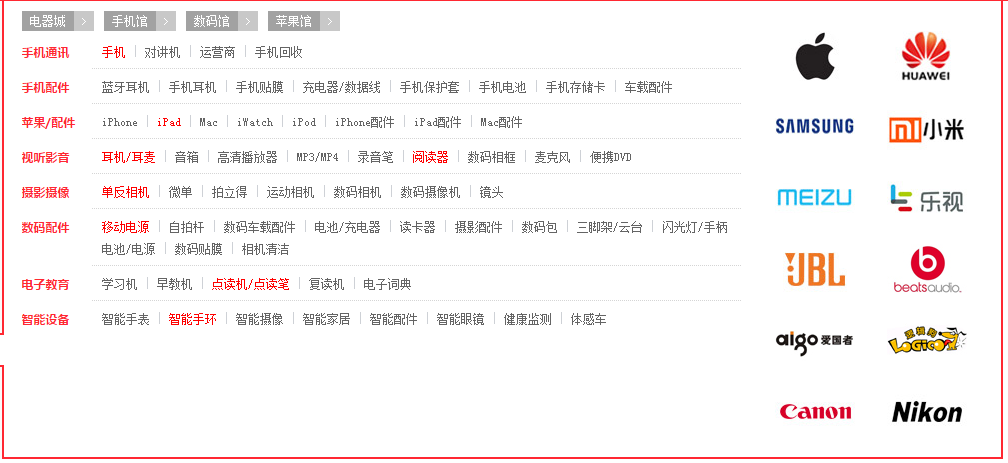 电器城 > 手机馆 > 数码馆 > 苹果馆 >
手机通讯 手机 对讲机 运营商 手机回收
手机配件 蓝牙耳机 手机耳机 手机贴膜 充电器/数据线 手机保护套 手机电池 手机存储卡 车载配件
苹果/配件 iPhone iPad Mac iWatch iPod iPhone配件 iPad配件 Mac配件
视听影音 耳机/耳麦 音箱 高清播放器 MP3/MP4 录音笔 阅读器 数码相框 麦克风 便携DVD
摄影摄像 单反相机 微单 拍立得 运动相机 数码相机 数码摄像机 镜头
数码配件 移动电源 自拍杆 数码车载配件 电池/充电器 读卡器 摄影配件 数码包 三脚架/云台 闪光灯/手柄
电池/电源 数码贴膜 相机清洁
电子教育 学习机 早教机 点读机/点读笔 复读机 电子词典
智能设备 智能手表 智能手环 智能摄像 智能家居 智能配件 智能眼镜 健康监测 体感车
HUAWEI
SAMSUNG 小米
MEIZU 乐视
JBL beatsaudio.
aigo 爱国者 逻辑狗 LOGICO
Canon Nikon